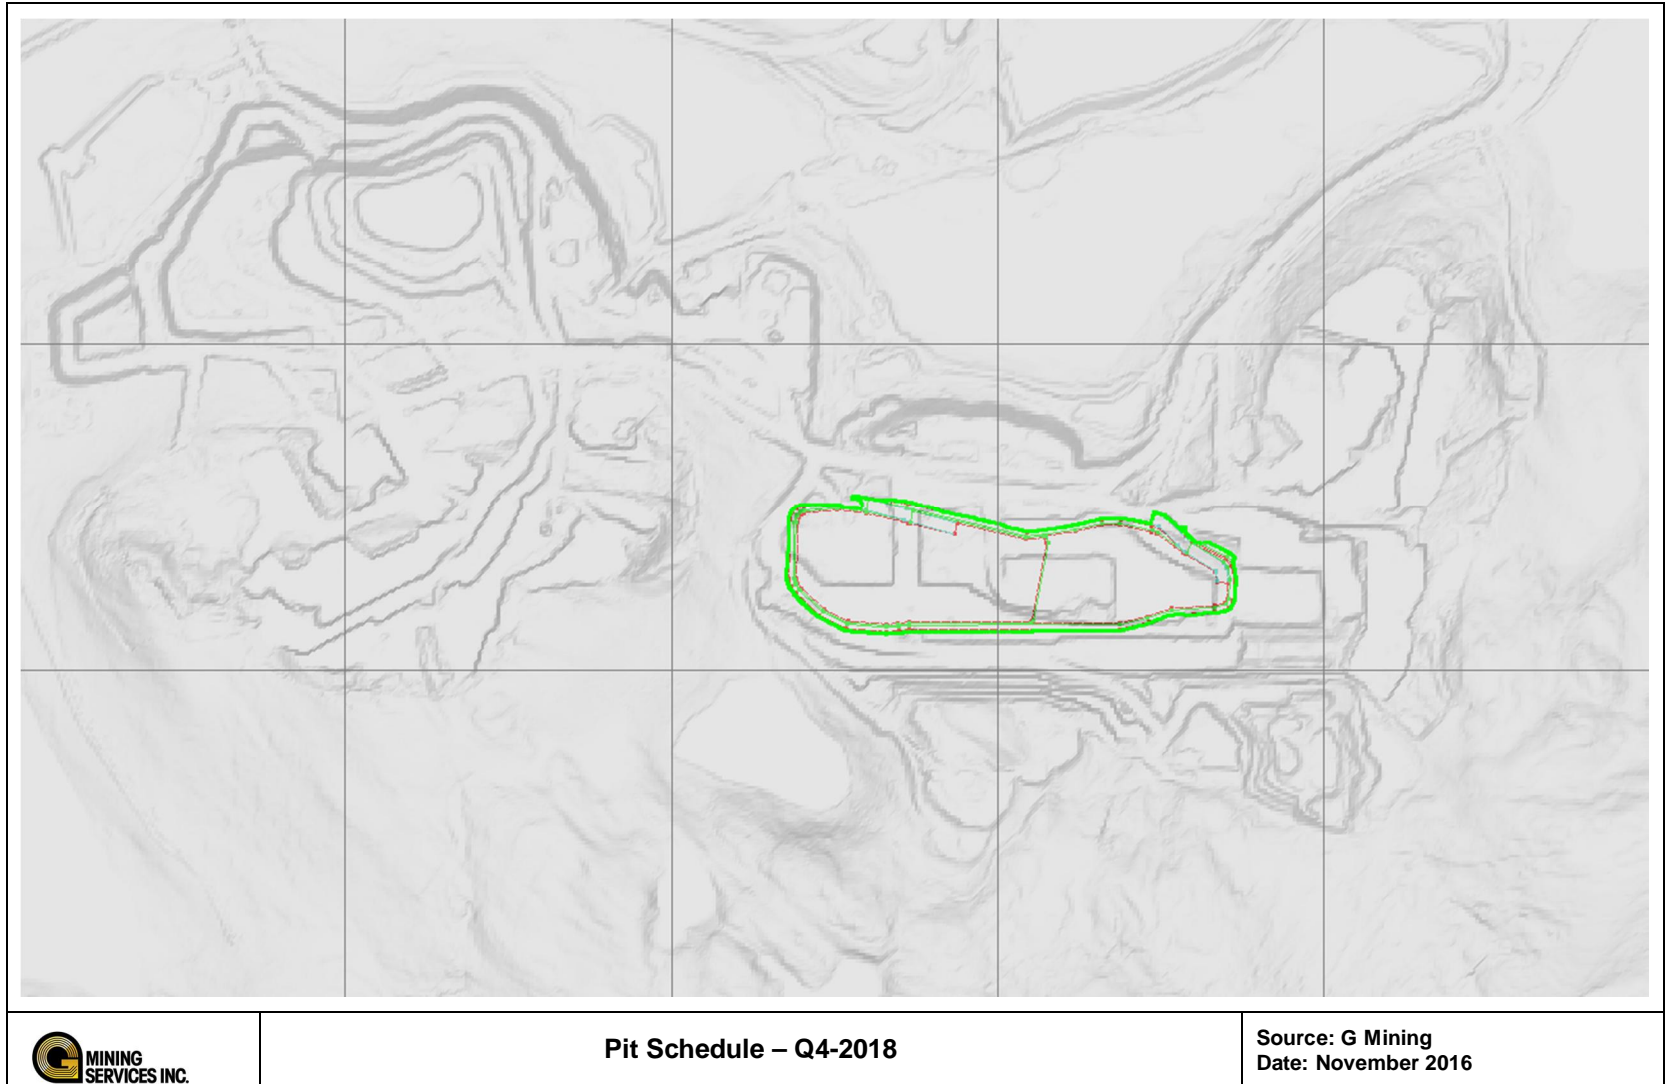 MINING
SERVICES INC.
Pit Schedule – Q4-2018
Source: G Mining
Date: November 2016